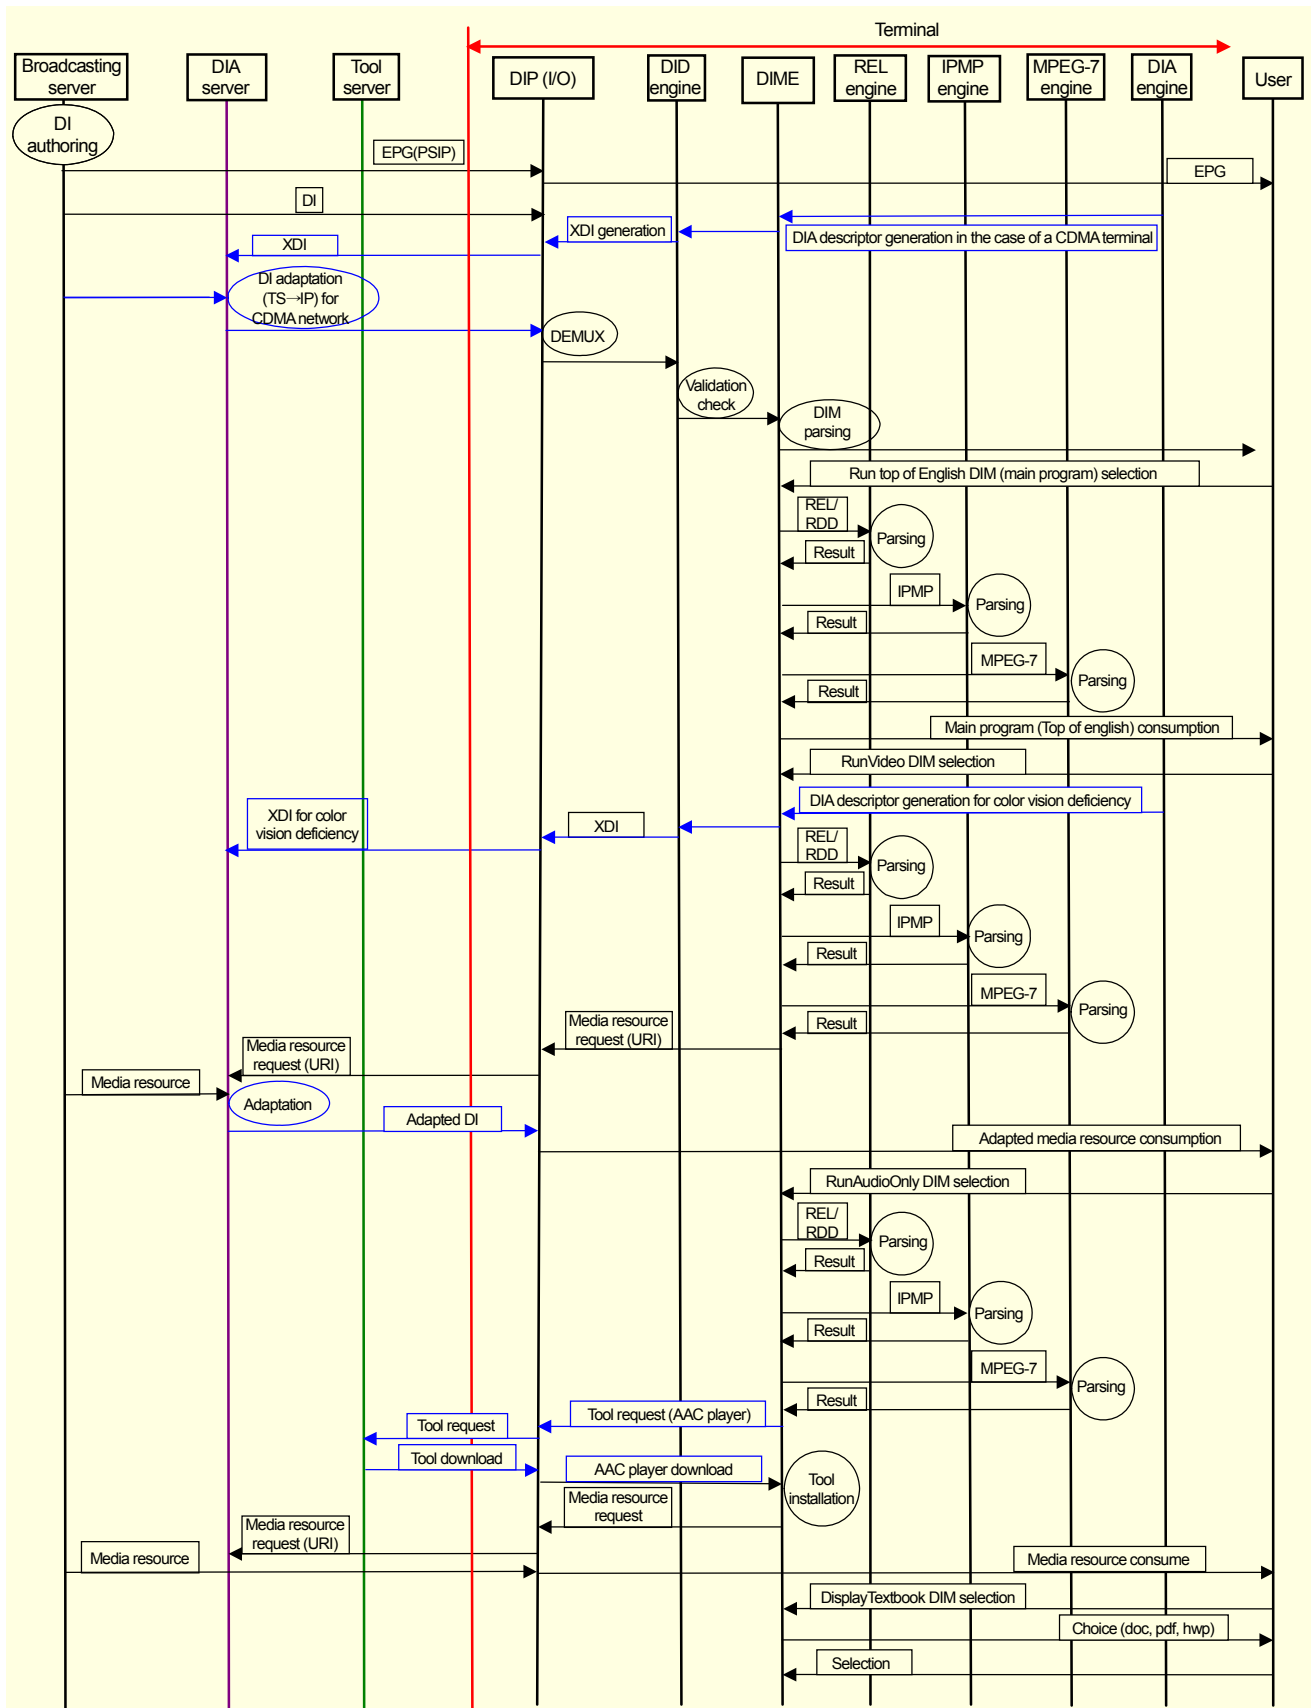 Terminal
Broadcasting
server
DIA
server
Tool
server
DIP (I/O)
DID
engine
DIME
REL
engine
IPMP
engine
MPEG-7
engine
DIA
engine
User
DI
authoring
EPG(PSIP)
EPG
DI
XDI generation
DIA descriptor generation in the case of a CDMA terminal
XDI
DI adaptation
(TS→IP) for
CDMA network
DEMUX
Validation
check
DIM
parsing
Run top of English DIM (main program) selection
REL/
RDD
Parsing
Result
IPMP
Parsing
Result
MPEG-7
Parsing
Result
Main program (Top of english) consumption
RunVideo DIM selection
DIA descriptor generation for color vision deficiency
XDI for color
vision deficiency
XDI
REL/
RDD
Parsing
Result
IPMP
Parsing
Result
MPEG-7
Parsing
Result
Media resource
request (URI)
Media resource
request (URI)
Media resource
Adaptation
Adapted DI
Adapted media resource consumption
RunAudioOnly DIM selection
REL/
RDD
Parsing
Result
IPMP
Parsing
Result
MPEG-7
Parsing
Result
Tool request (AAC player)
Tool request
Tool download
AAC player download
Tool
installation
Media resource
request
Media resource
request (URI)
Media resource
Media resource consume
DisplayTextbook DIM selection
Choice (doc, pdf, hwp)
Selection